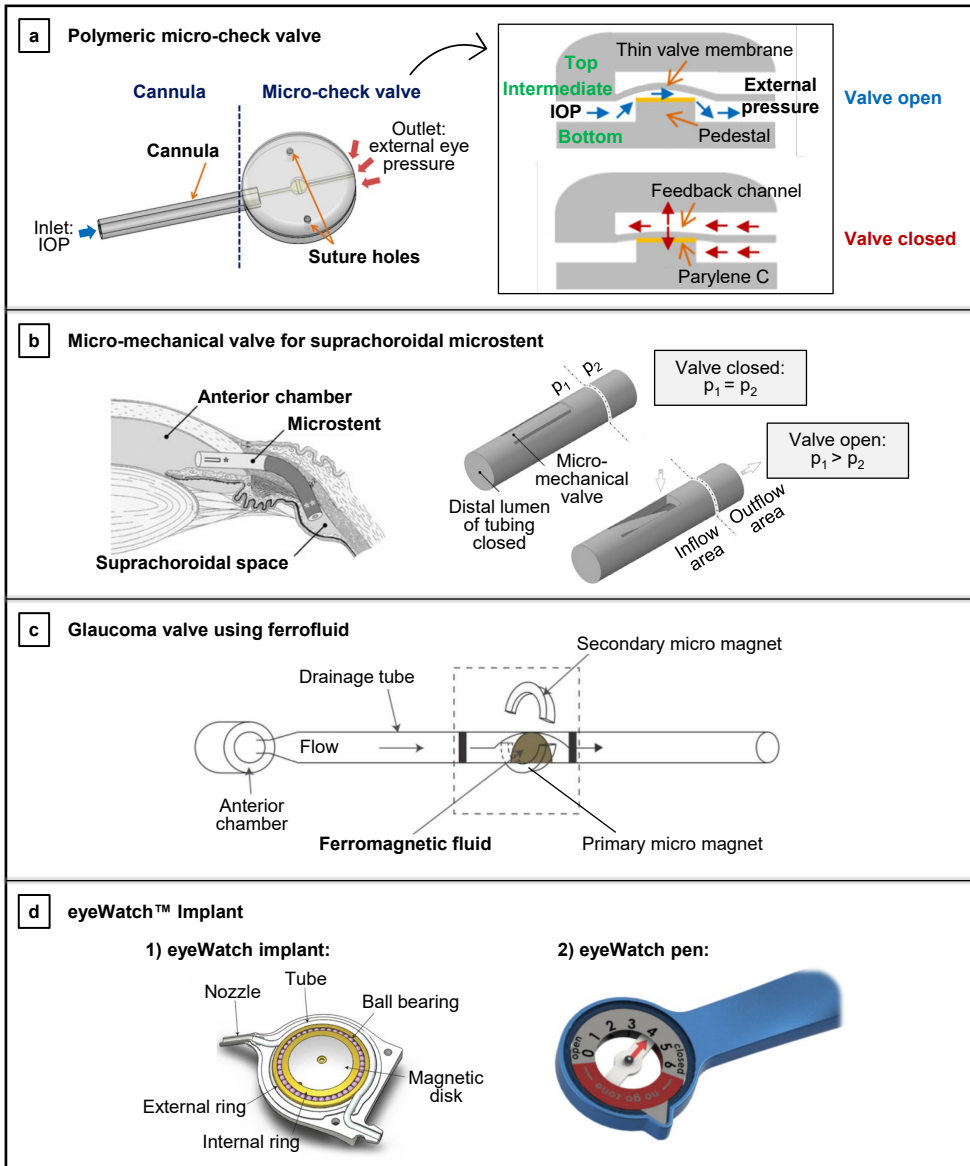 a Polymeric micro-check valve
Cannula
Micro-check valve
Cannula
Outlet:
external eye
pressure
Inlet:
IOP
Suture holes
Thin valve membrane
Top
Intermediate
External
pressure
IOP
Bottom
Pedestal
Valve open
Feedback channel
Valve closed
Parylene C
b Micro-mechanical valve for suprachoroidal microstent
Anterior chamber
Microstent
*
**
Suprachoroidal space
p1 p2
Valve closed:
p1 = p2
Micro-
mechanical
valve
Distal lumen
of tubing
closed
Valve open:
p1 > p2
Inflow
area
Outflow
area
c Glaucoma valve using ferrofluid
Secondary micro magnet
Drainage tube
Flow
Anterior
chamber
Ferromagnetic fluid
Primary micro magnet
d eyeWatch™ Implant
1) eyeWatch implant:
Tube
Nozzle
Ball bearing
Magnetic
disk
External ring
Internal ring
2) eyeWatch pen:
open
0 1 2 3 4 5 6
closed
no go zone